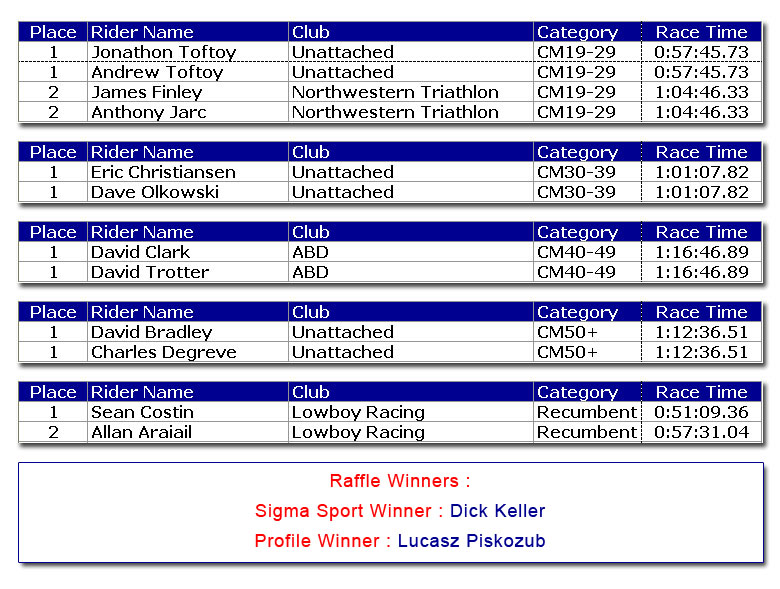 Place Rider Name Club Category Race Time
1 Jonathon Toftoy Unattached CM19-29 0:57:45.73
1 Andrew Toftoy Unattached CM19-29 0:57:45.73
2 James Finley Northwestern Triathlon CM19-29 1:04:46.33
2 Anthony Jarc Northwestern Triathlon CM19-29 1:04:46.33
Place Rider Name Club Category Race Time
1 Eric Christiansen Unattached CM30-39 1:01:07.82
1 Dave Olkowski Unattached CM30-39 1:01:07.82
Place Rider Name Club Category Race Time
1 David Clark ABD CM40-49 1:16:46.89
1 David Trotter ABD CM40-49 1:16:46.89
Place Rider Name Club Category Race Time
1 David Bradley Unattached CM50+ 1:12:36.51
1 Charles Degreve Unattached CM50+ 1:12:36.51
Place Rider Name Club Category Race Time
1 Sean Costin Lowboy Racing Recumbent 0:51:09.36
2 Allan Araiail Lowboy Racing Recumbent 0:57:31.04
Raffle Winners :
Sigma Sport Winner : Dick Keller
Profile Winner : Lucasz Piskozub